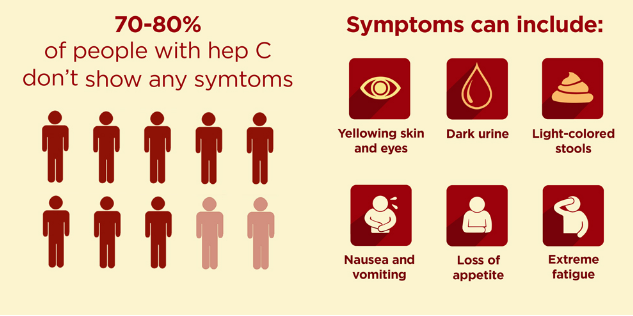 70-80%
of people with hep C
don't show any symtoms
Symptoms can include:
Yellowing skin
and eyes
Dark urine
Light-colored
stools
Nausea and
vomiting
Loss of
appetite
Extreme
fatigue